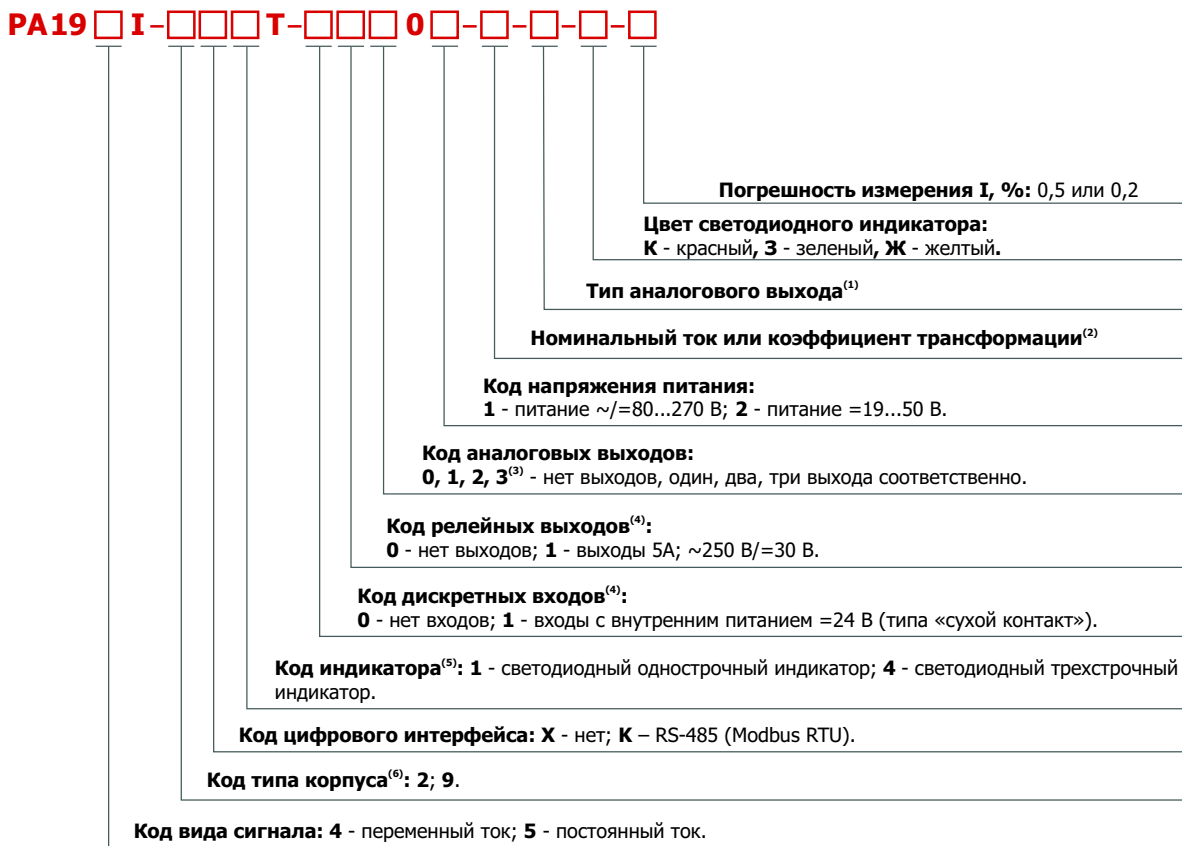 PA19□I-□□□T-□□□0□-□-□-□-□
Погрешность измерения I, %: 0,5 или 0,2
Цвет светодиодного индикатора:
К - красный, З - зеленый, Ж - желтый.
Тип аналогового выхода(1)
Номинальный ток или коэффициент трансформации(2)
Код напряжения питания:
1 - питание ~/=80...270 В; 2 - питание =19...50 В.
Код аналоговых выходов:
0, 1, 2, 3(3) - нет выходов, один, два, три выхода соответственно.
Код релейных выходов(4):
0 - нет выходов; 1 - выходы 5А; ~250 В/=30 В.
Код дискретных входов(4):
0 - нет входов; 1 - входы с внутренним питанием =24 В (типа «сухой контакт»).
Код индикатора(5): 1 - светодиодный однострочный индикатор; 4 - светодиодный трехстрочный
индикатор.
Код цифрового интерфейса: X - нет; K – RS-485 (Modbus RTU).
Код типа корпуса(6): 2; 9.
Код вида сигнала: 4 - переменный ток; 5 - постоянный ток.